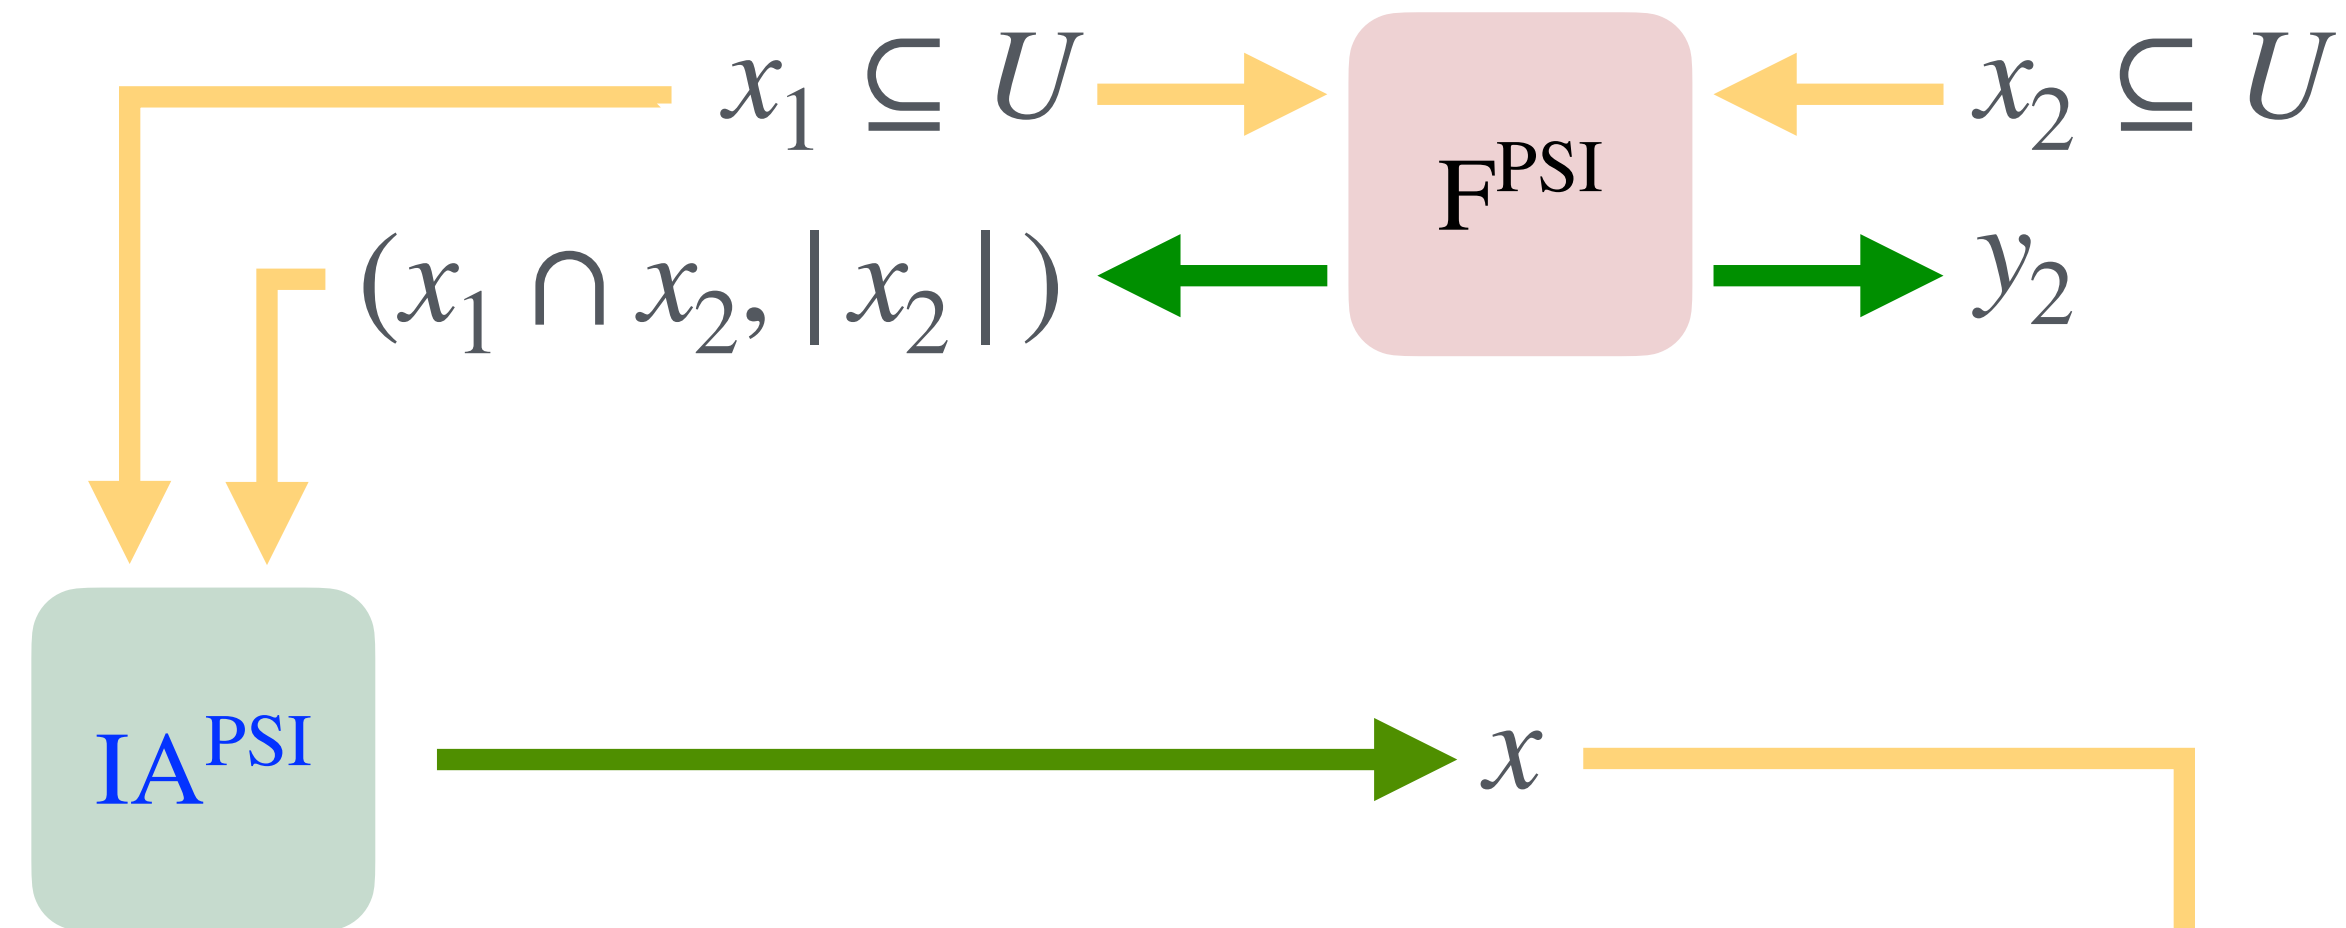 x₁ ⊆ U
F^PSI
x₂ ⊆ U
(x₁ ∩ x₂, |x₂|)
y₂
IA^PSI
x